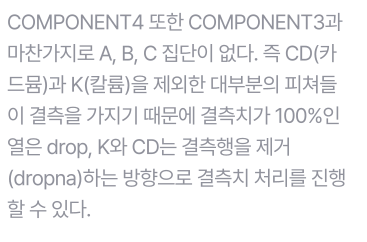 COMPONENT4 또한 COMPONENT3과
마찬가지로 A, B, C 집단이 없다. 즉 CD(카
드뮴)과 K(칼륨)을 제외한 대부분의 피쳐들
이 결측을 가지기 때문에 결측치가 100%인
열은 drop, K와 CD는 결측행을 제거
(dropna)하는 방향으로 결측치 처리를 진행
할 수 있다.